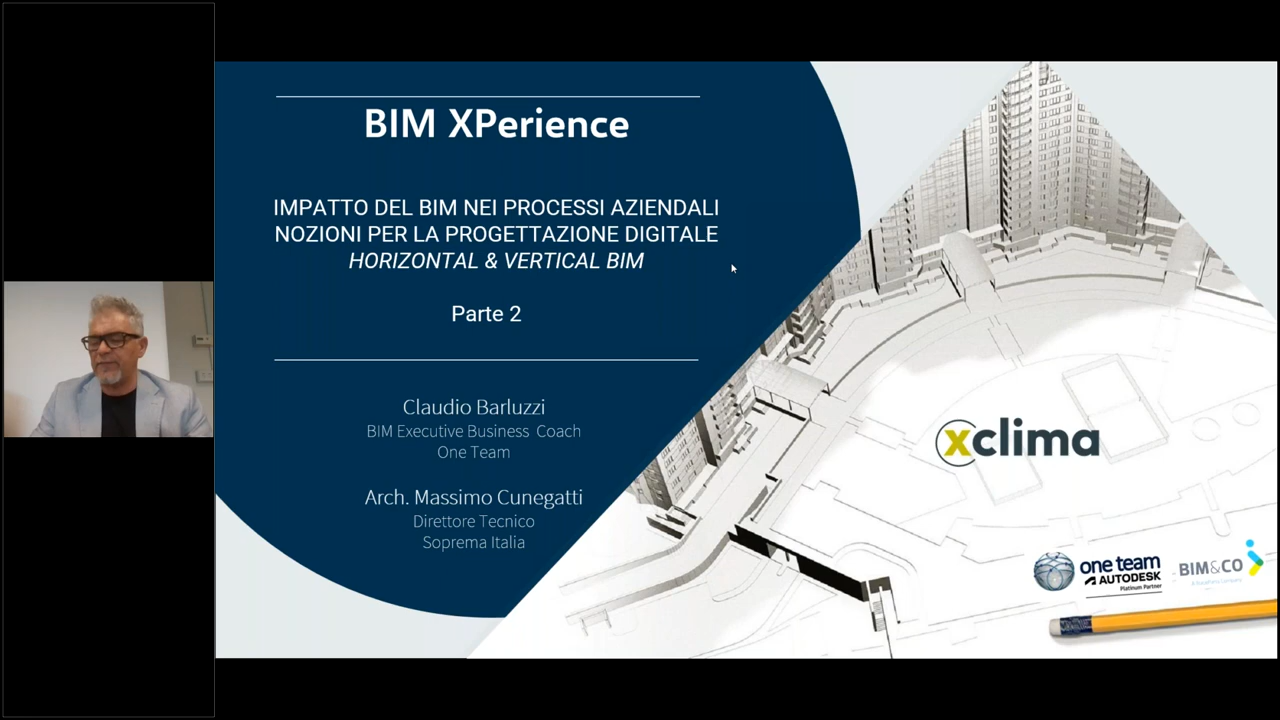 BIM XPerience
IMPATTO DEL BIM NEI PROCESSI AZIENDALI
NOZIONI PER LA PROGETTAZIONE DIGITALE
HORIZONTAL & VERTICAL BIM
Parte 2
Claudio Barluzzi
BIM Executive Business Coach
One Team
Arch. Massimo Cunegatti
Direttore Tecnico
Soprema Italia
xclima
one team
AUTODESK
Platinum Partner
BIM&CO